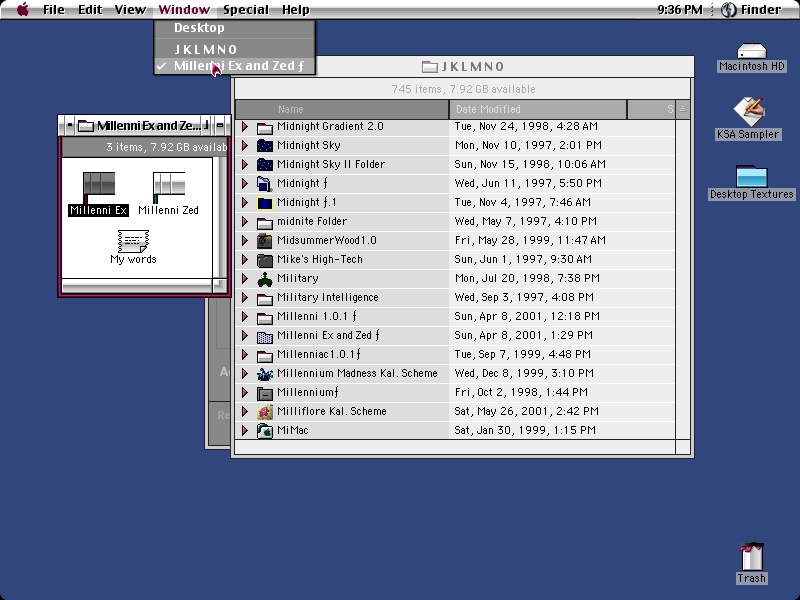 File Edit View Window Special Help 9:36 PM Finder
Desktop
J K L M N O
✓ Millenni Ex and Zed ƒ
J K L M N O
745 items, 7.92 GB available
Name Date Modified S
Midnight Gradient 2.0 Tue, Nov 24, 1998, 4:28 AM
Midnight Sky Mon, Nov 10, 1997, 2:01 PM
Midnight Sky II Folder Sun, Nov 15, 1998, 10:06 AM
Midnight ƒ Wed, Jun 11, 1997, 5:50 PM
Midnight ƒ.1 Tue, Nov 4, 1997, 7:46 AM
midnite Folder Wed, May 7, 1997, 4:10 PM
MidsummerWood1.0 Fri, May 28, 1999, 11:47 AM
Mike's High-Tech Sun, Jun 1, 1997, 9:30 AM
Military Mon, Jul 20, 1998, 7:38 PM
Military Intelligence Wed, Sep 3, 1997, 4:08 PM
Millenni 1.0.1 ƒ Sun, Apr 8, 2001, 12:18 PM
Millenni Ex and Zed ƒ Sun, Apr 8, 2001, 1:29 PM
Millenniac1.0.1ƒ Tue, Sep 7, 1999, 4:48 PM
Millennium Madness Kal. Scheme Wed, Dec 8, 1999, 3:10 PM
Millenniumƒ Fri, Oct 2, 1998, 1:44 PM
Milliflore Kal. Scheme Sat, May 26, 2001, 2:42 PM
MiMac Sat, Jan 30, 1999, 1:15 PM
Millenni Ex and Ze...
3 items, 7.92 GB availab
Millenni Ex Millenni Zed
My words
A
Re
Macintosh HD
KSA Sampler
Desktop Textures
Trash